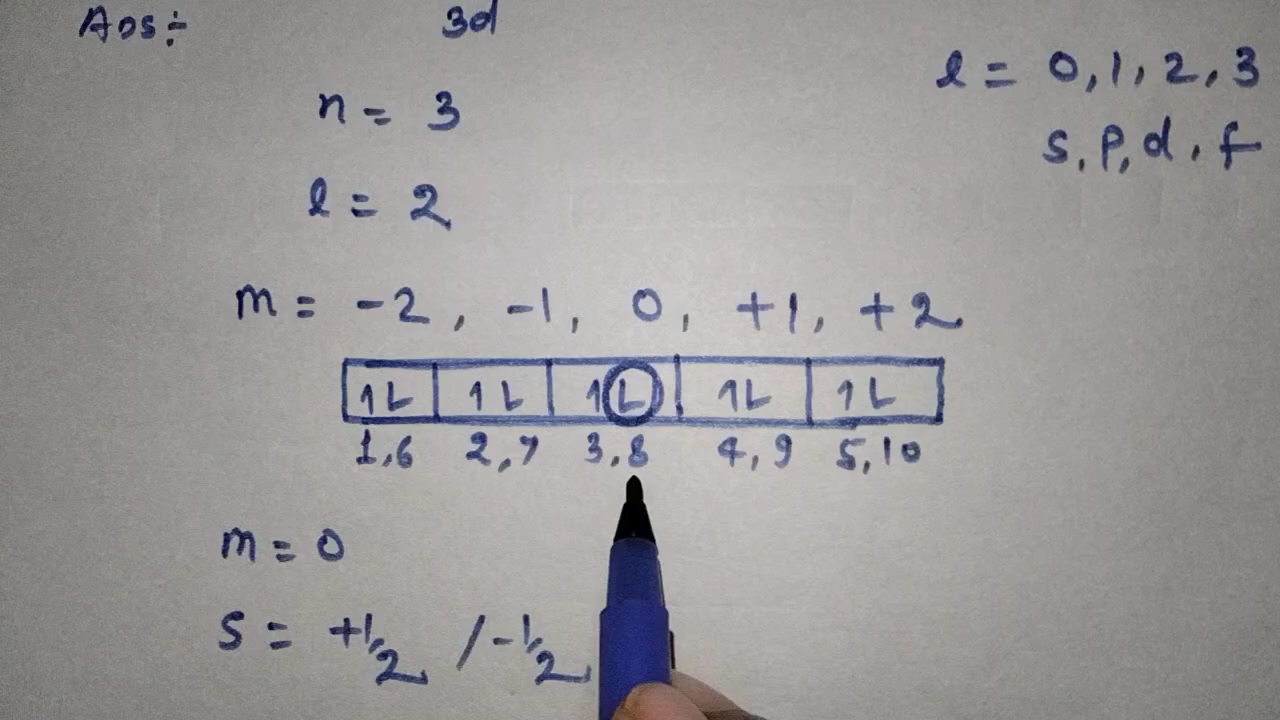 Ans÷ 3d
l = 0, 1, 2, 3
n = 3
s, p, d, f
l = 2
m = -2, -1, 0, +1, +2
1L 1L 1L 1L 1L
1,6 2,7 3,8 4,9 5,10
m = 0
s = +1/2 / -1/2